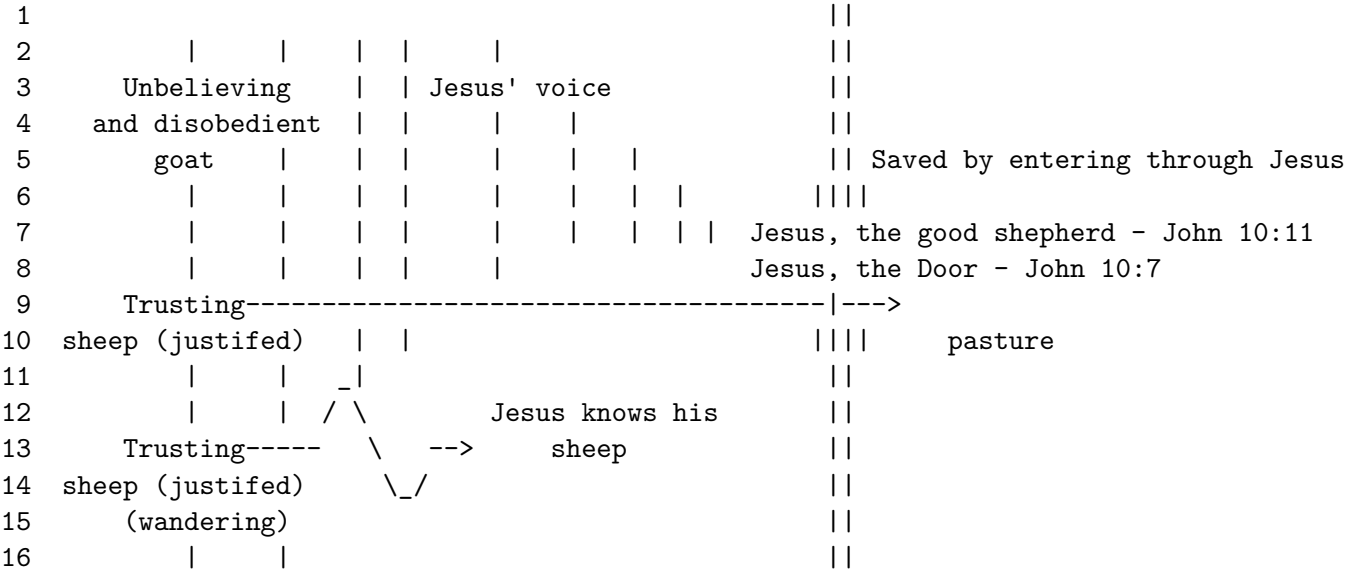 1 ||
2 | | | | | ||
3 Unbelieving | | Jesus' voice ||
4 and disobedient | | | | ||
5 goat | | | | | | || Saved by entering through Jesus
6 | | | | | | | | ||||
7 | | | | | | | | | Jesus, the good shepherd - John 10:11
8 | | | | | Jesus, the Door - John 10:7
9 Trusting--------------------------------------|--->
10 sheep (justifed) | | |||| pasture
11 | | _| ||
12 | | / \ Jesus knows his ||
13 Trusting----- \ --> sheep ||
14 sheep (justifed) \_/ ||
15 (wandering) ||
16 | | ||